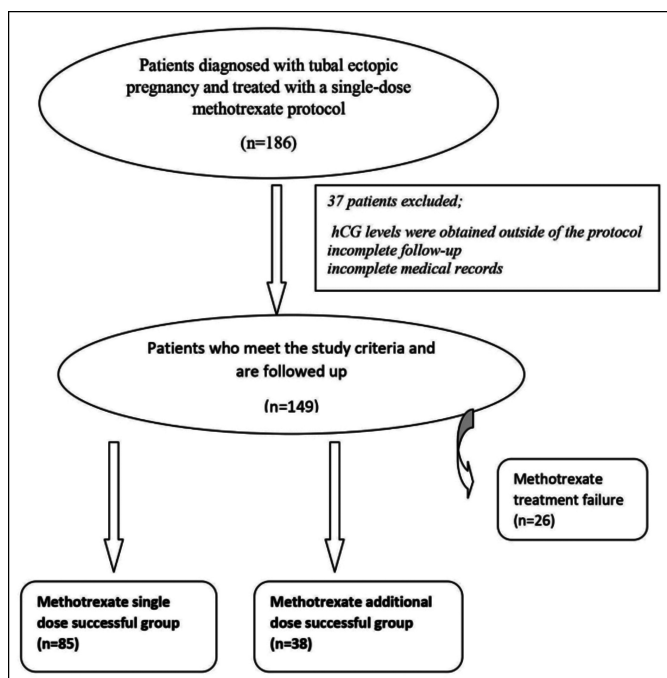 Patients diagnosed with tubal ectopic
pregnancy and treated with a single-dose
methotrexate protocol
(n=186)
37 patients excluded;
hCG levels were obtained outside of the protocol
incomplete follow-up
incomplete medical records
Patients who meet the study criteria and
are followed up
(n=149)
Methotrexate
treatment failure
(n=26)
Methotrexate single
dose successful group
(n=85)
Methotrexate additional
dose successful group
(n=38)